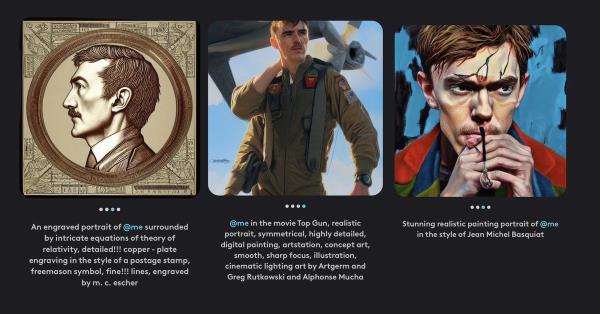 An engraved portrait of @me surrounded
by intricate equations of theory of
relativity, detailed!!! copper - plate
engraving in the style of a postage stamp,
freemason symbol, fine!!! lines, engraved
by m. c. escher
@me in the movie Top Gun, realistic
portrait, symmetrical, highly detailed,
digital painting, artstation, concept art,
smooth, sharp focus, illustration,
cinematic lighting art by Artgerm and
Greg Rutkowski and Alphonse Mucha
Stunning realistic painting portrait of @me
in the style of Jean Michel Basquiat